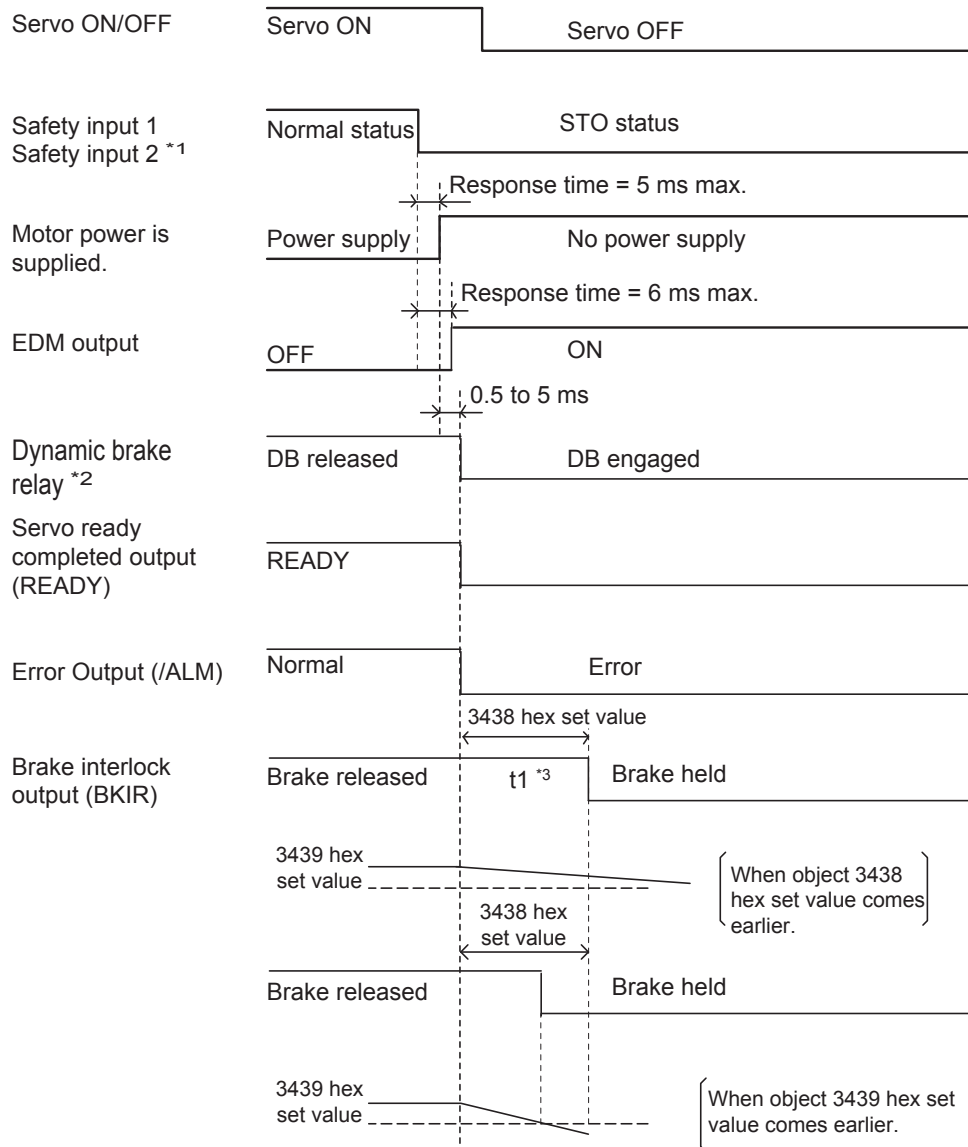 Servo ON/OFF
Servo ON
Servo OFF
Safety input 1
Safety input 2 *1
Normal status
STO status
Response time = 5 ms max.
Motor power is
supplied.
Power supply
No power supply
Response time = 6 ms max.
EDM output
OFF
ON
0.5 to 5 ms
Dynamic brake
relay *2
DB released
DB engaged
Servo ready
completed output
(READY)
READY
Error Output (/ALM)
Normal
Error
3438 hex set value
Brake interlock
output (BKIR)
Brake released
t1 *3
Brake held
3439 hex
set value
When object 3438
hex set value comes
earlier.
3438 hex
set value
Brake released
Brake held
3439 hex
set value
When object 3439 hex set
value comes earlier.